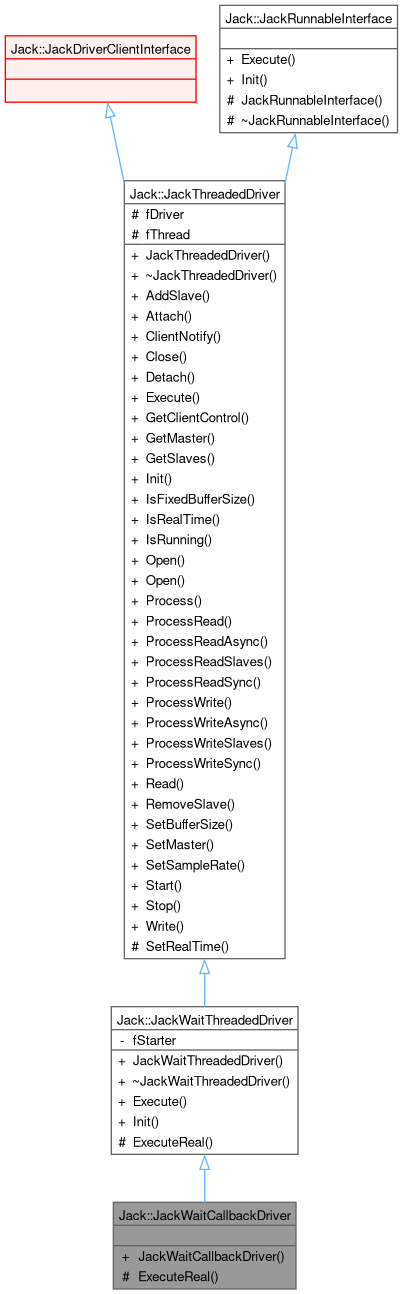 Jack::JackDriverClientInterface
Jack::JackRunnableInterface
+ Execute()
+ Init()
# JackRunnableInterface()
# ~JackRunnableInterface()
Jack::JackThreadedDriver
# fDriver
# fThread
+ JackThreadedDriver()
+ ~JackThreadedDriver()
+ AddSlave()
+ Attach()
+ ClientNotify()
+ Close()
+ Detach()
+ Execute()
+ GetClientControl()
+ GetMaster()
+ GetSlaves()
+ Init()
+ IsFixedBufferSize()
+ IsRealTime()
+ IsRunning()
+ Open()
+ Open()
+ Process()
+ ProcessRead()
+ ProcessReadAsync()
+ ProcessReadSlaves()
+ ProcessReadSync()
+ ProcessWrite()
+ ProcessWriteAsync()
+ ProcessWriteSlaves()
+ ProcessWriteSync()
+ Read()
+ RemoveSlave()
+ SetBufferSize()
+ SetMaster()
+ SetSampleRate()
+ Start()
+ Stop()
+ Write()
# SetRealTime()
Jack::JackWaitThreadedDriver
- fStarter
+ JackWaitThreadedDriver()
+ ~JackWaitThreadedDriver()
+ Execute()
+ Init()
# ExecuteReal()
Jack::JackWaitCallbackDriver
+ JackWaitCallbackDriver()
# ExecuteReal()